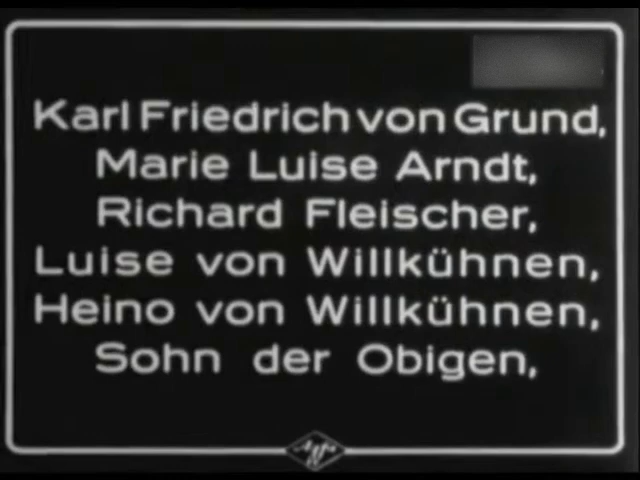 Karl Friedrich von Grund,
Marie Luise Arndt,
Richard Fleischer,
Luise von Willkühnen,
Heino von Willkühnen,
Sohn der Obigen,